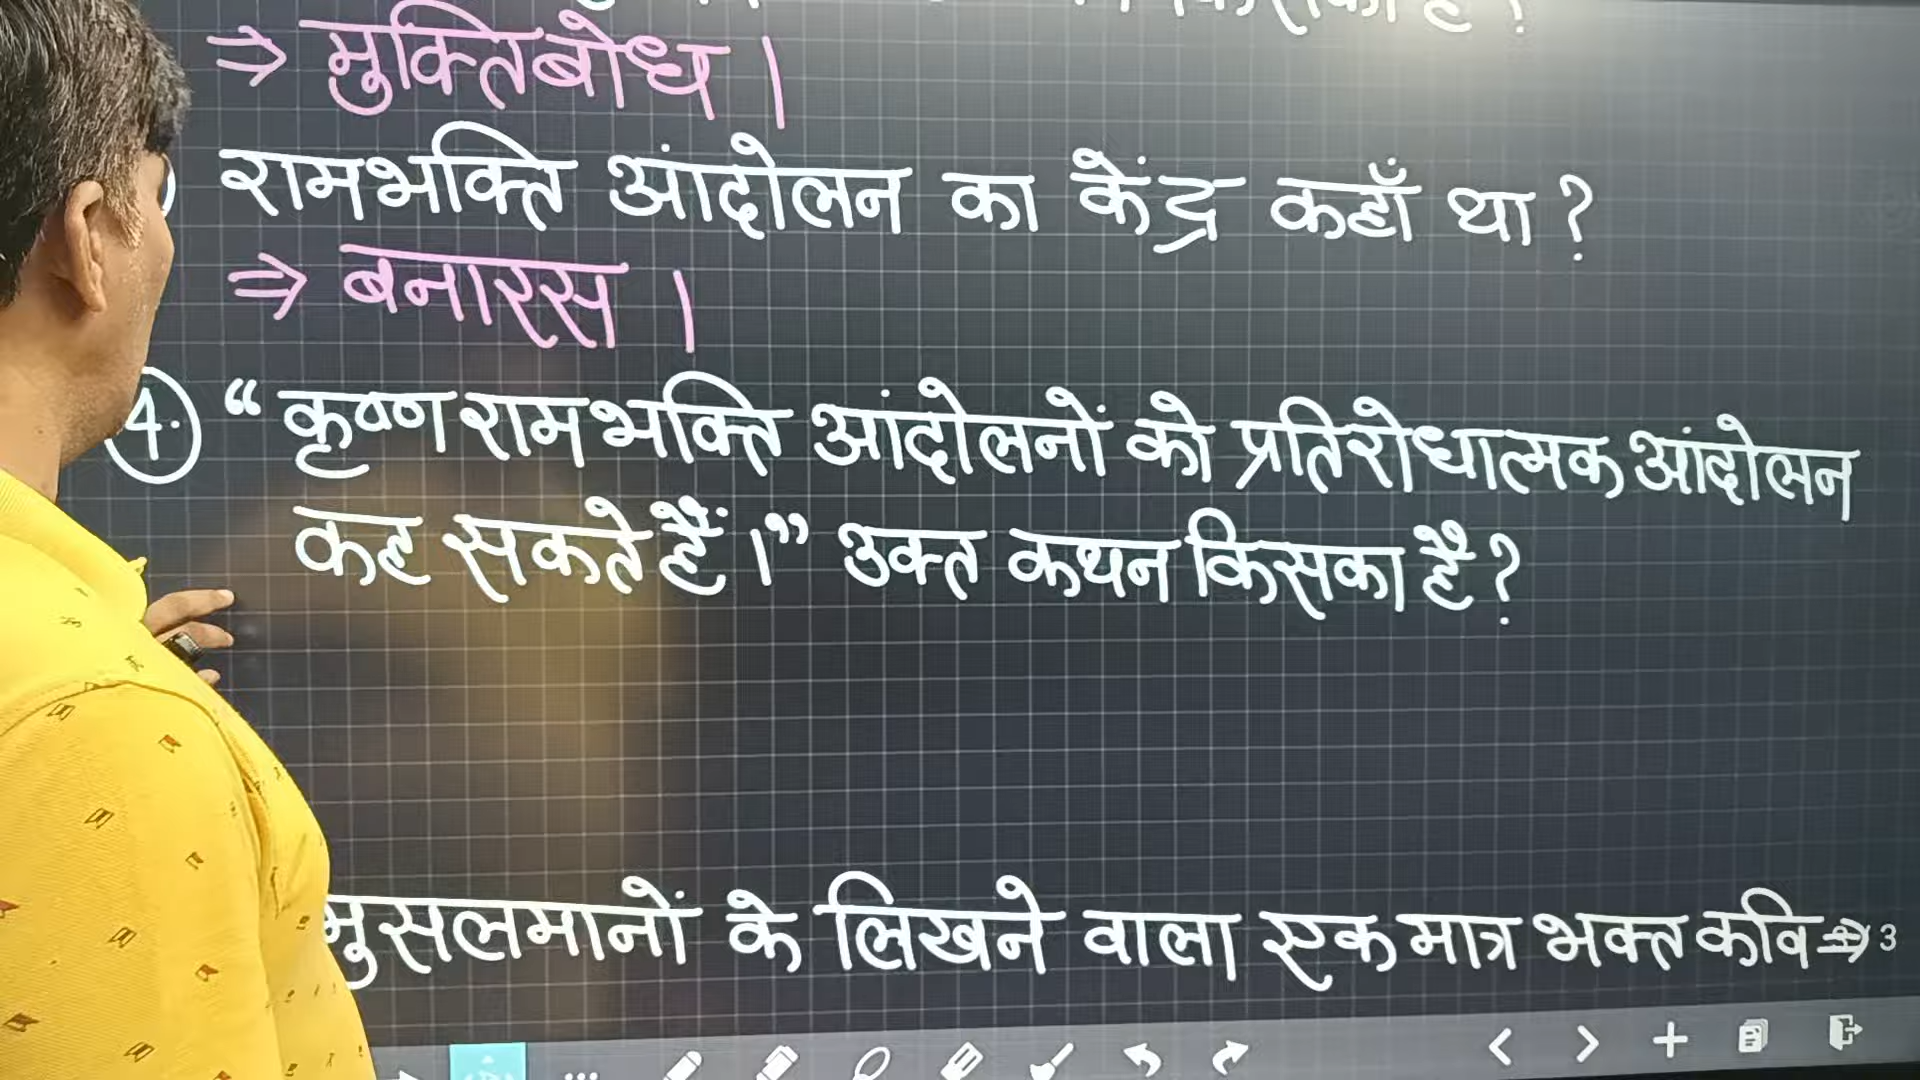 है ?
⇒ मुक्तिबोध ।
रामभक्ति आंदोलन का केंद्र कहाँ था ?
⇒ बनारस ।
4. “ कृष्ण राम भक्ति आंदोलनों को प्रतिरोधात्मक आंदोलन
कह सकते हैं ।” उक्त कथन किसका है ?
मुसलमानों के लिखने वाला एकमात्र भक्त कवि ⇒
3